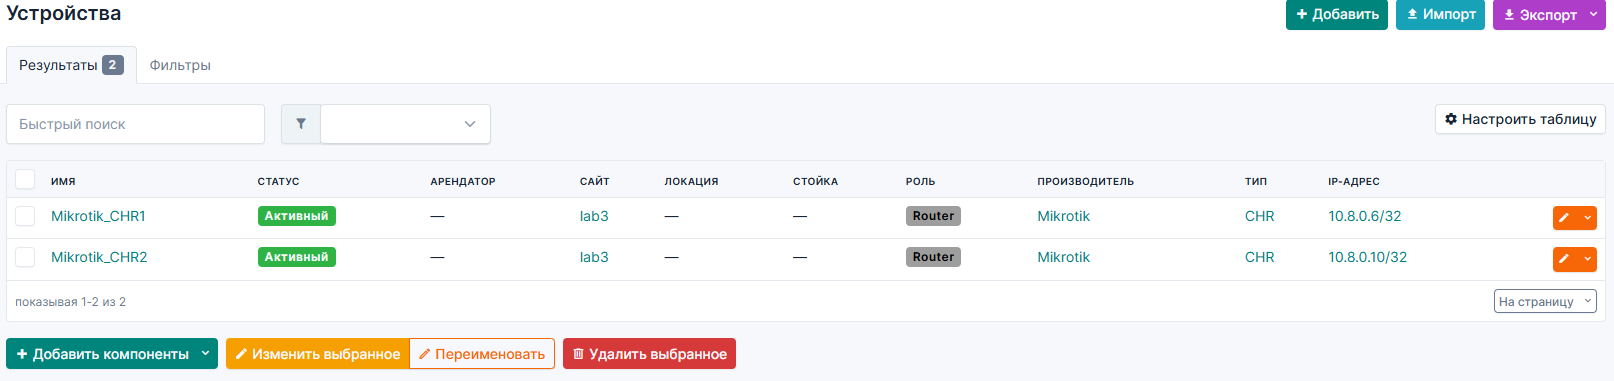 Устройства
Добавить Импорт Экспорт
Результаты 2 Фильтры
Быстрый поиск
Настроить таблицу
ИМЯ СТАТУС АРЕНДАТОР САЙТ ЛОКАЦИЯ СТОЙКА РОЛЬ ПРОИЗВОДИТЕЛЬ ТИП IP-АДРЕС
Mikrotik_CHR1 Активный — lab3 — — Router Mikrotik CHR 10.8.0.6/32
Mikrotik_CHR2 Активный — lab3 — — Router Mikrotik CHR 10.8.0.10/32
показывая 1-2 из 2 На страницу
Добавить компоненты Изменить выбранное Переименовать Удалить выбранное